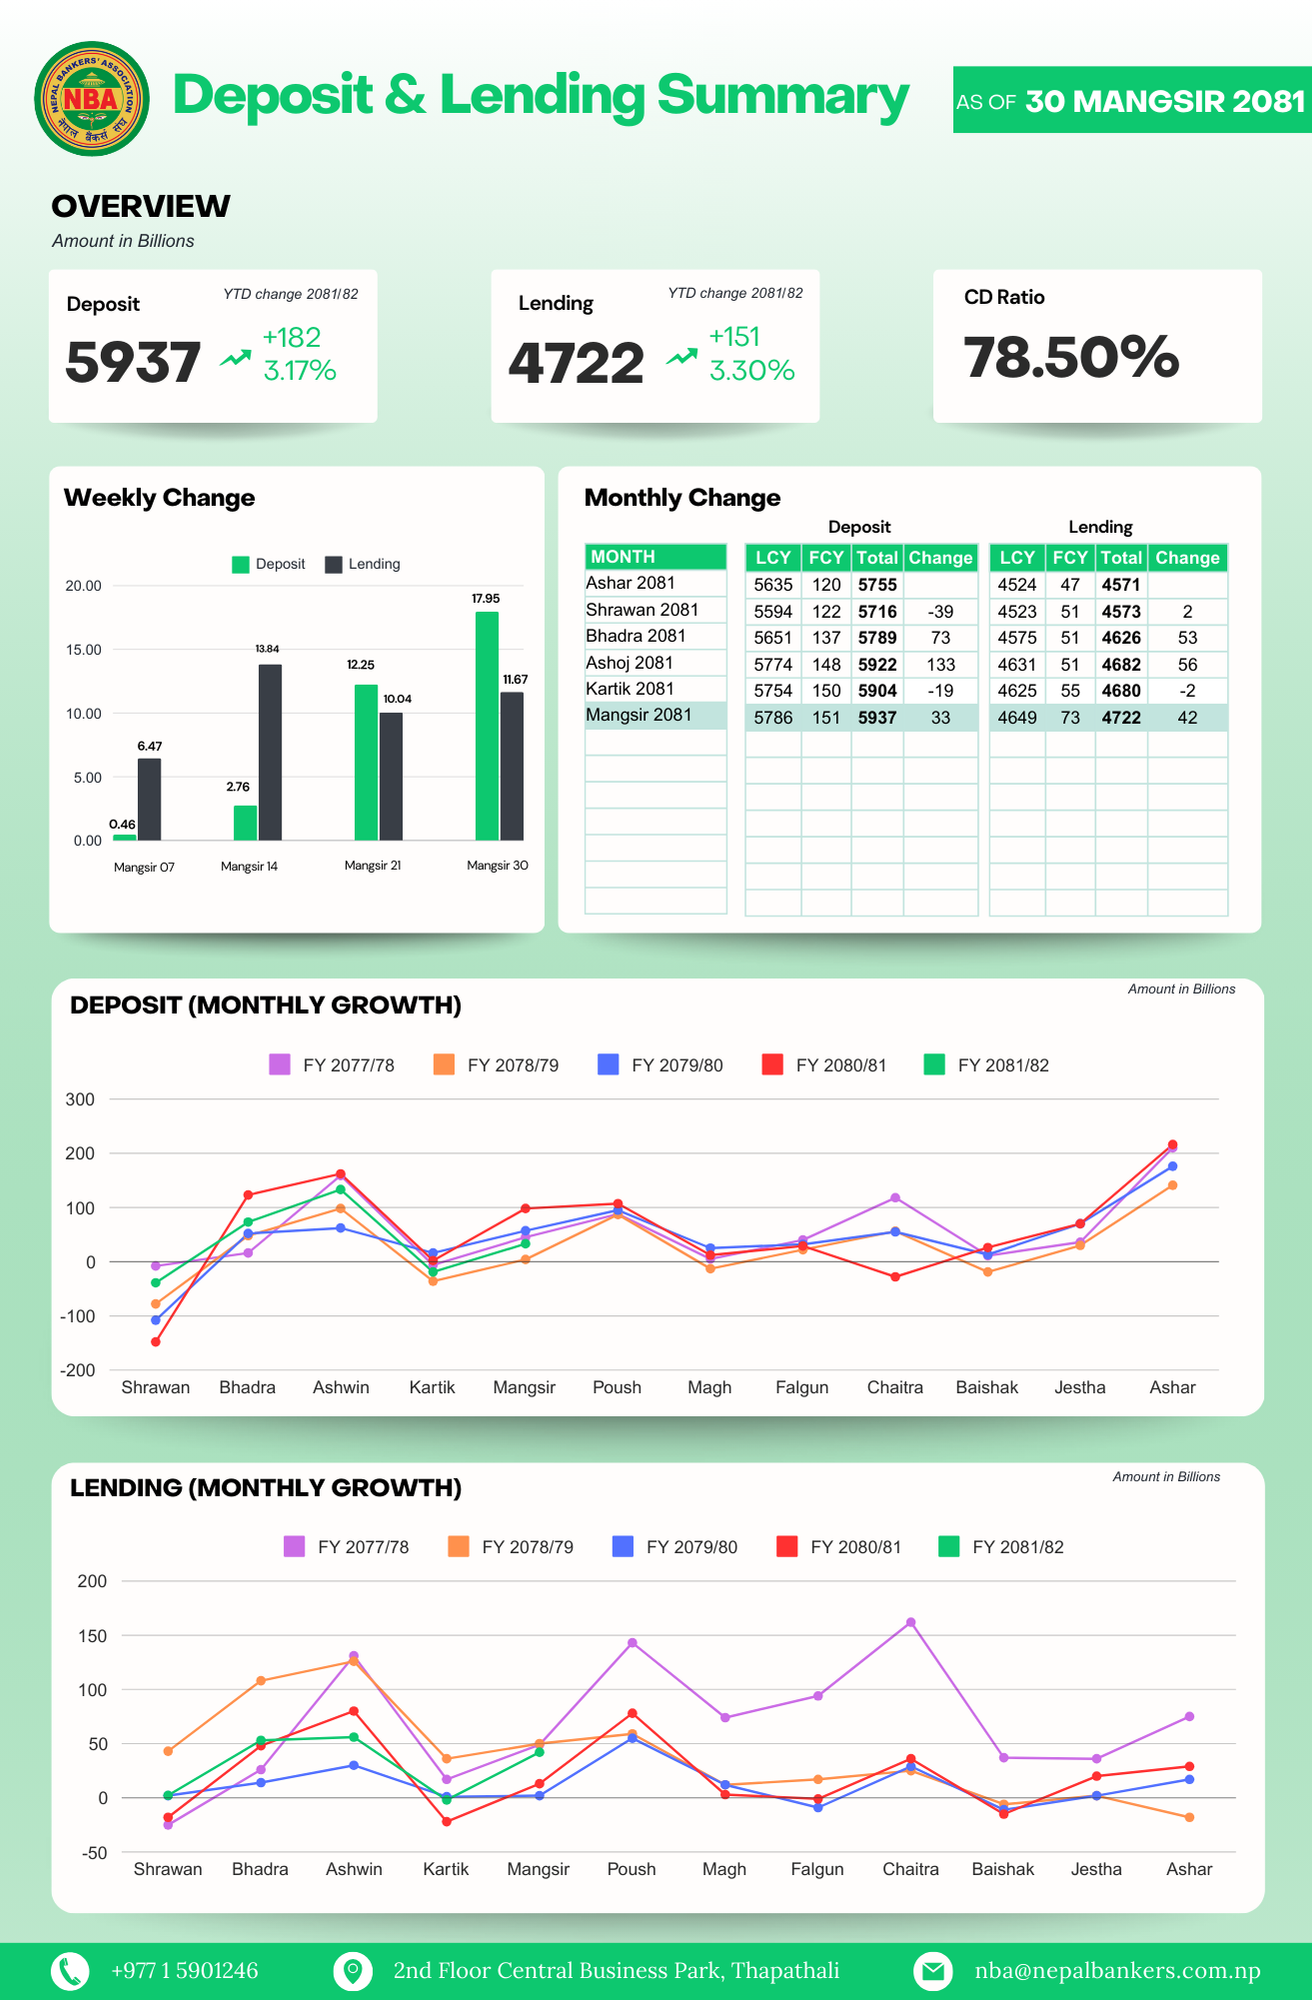 NEPAL BANKERS' ASSOCIATION
NBA
नेपाल बैंकर्स संघ
Deposit & Lending Summary
AS OF 30 MANGSIR 2081
OVERVIEW
Amount in Billions
Deposit
YTD change 2081/82
5937
+182
3.17%
Lending
YTD change 2081/82
4722
+151
3.30%
CD Ratio
78.50%
Weekly Change
Deposit Lending
20.00
15.00
10.00
5.00
0.00
0.46 6.47 2.76 13.84 12.25 10.04 17.95 11.67
Mangsir 07 Mangsir 14 Mangsir 21 Mangsir 30
Monthly Change
Deposit Lending
MONTH LCY FCY Total Change LCY FCY Total Change
Ashar 2081 5635 120 5755 4524 47 4571
Shrawan 2081 5594 122 5716 -39 4523 51 4573 2
Bhadra 2081 5651 137 5789 73 4575 51 4626 53
Ashoj 2081 5774 148 5922 133 4631 51 4682 56
Kartik 2081 5754 150 5904 -19 4625 55 4680 -2
Mangsir 2081 5786 151 5937 33 4649 73 4722 42
DEPOSIT (MONTHLY GROWTH)
Amount in Billions
FY 2077/78 FY 2078/79 FY 2079/80 FY 2080/81 FY 2081/82
300
200
100
0
-100
-200
Shrawan Bhadra Ashwin Kartik Mangsir Poush Magh Falgun Chaitra Baishak Jestha Ashar
LENDING (MONTHLY GROWTH)
Amount in Billions
FY 2077/78 FY 2078/79 FY 2079/80 FY 2080/81 FY 2081/82
200
150
100
50
0
-50
Shrawan Bhadra Ashwin Kartik Mangsir Poush Magh Falgun Chaitra Baishak Jestha Ashar
+977 1 5901246 2nd Floor Central Business Park, Thapathali nba@nepalbankers.com.np